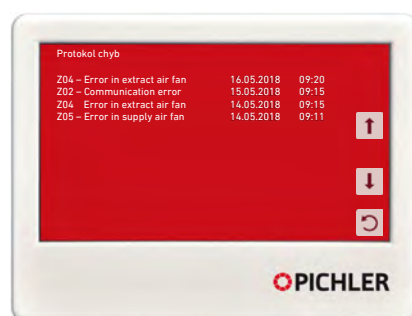 Protokol chyb
Z04 – Error in extract air fan 16.05.2018 09:20
Z02 – Communication error 15.05.2018 09:15
Z04 Error in extract air fan 14.05.2018 09:15
Z05 – Error in supply air fan 14.05.2018 09:11
PICHLER